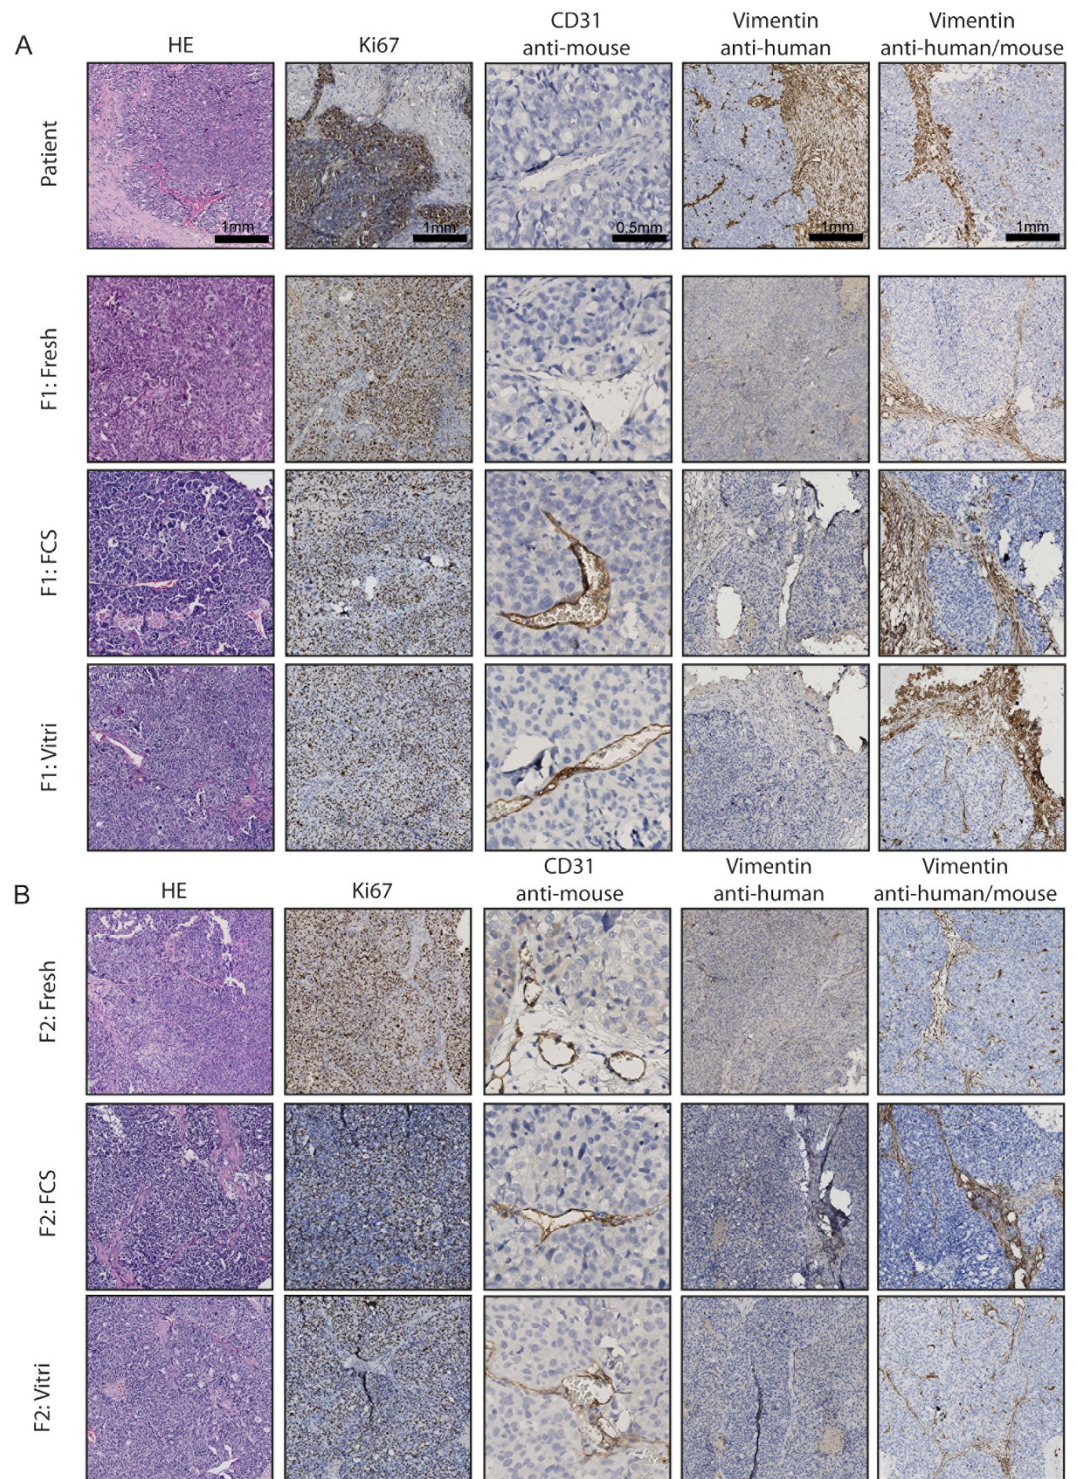 A
HE
Ki67
CD31
anti-mouse
Vimentin
anti-human
Vimentin
anti-human/mouse
Patient
1mm
1mm
0.5mm
1mm
1mm
F1: Fresh
F1: FCS
F1: Vitri
B
HE
Ki67
CD31
anti-mouse
Vimentin
anti-human
Vimentin
anti-human/mouse
F2: Fresh
F2: FCS
F2: Vitri